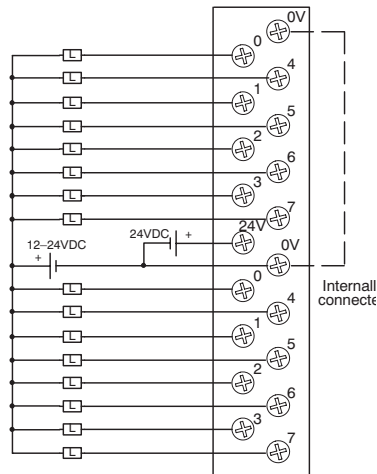 0V
L 0
L 4
L 1
L 5
L 2
L 6
L 3
L 7
24VDC + 24V
12–24VDC + 0V
L 0
Internall
connecte
L 4
L 1
L 5
L 2
L 6
L 3
L 7